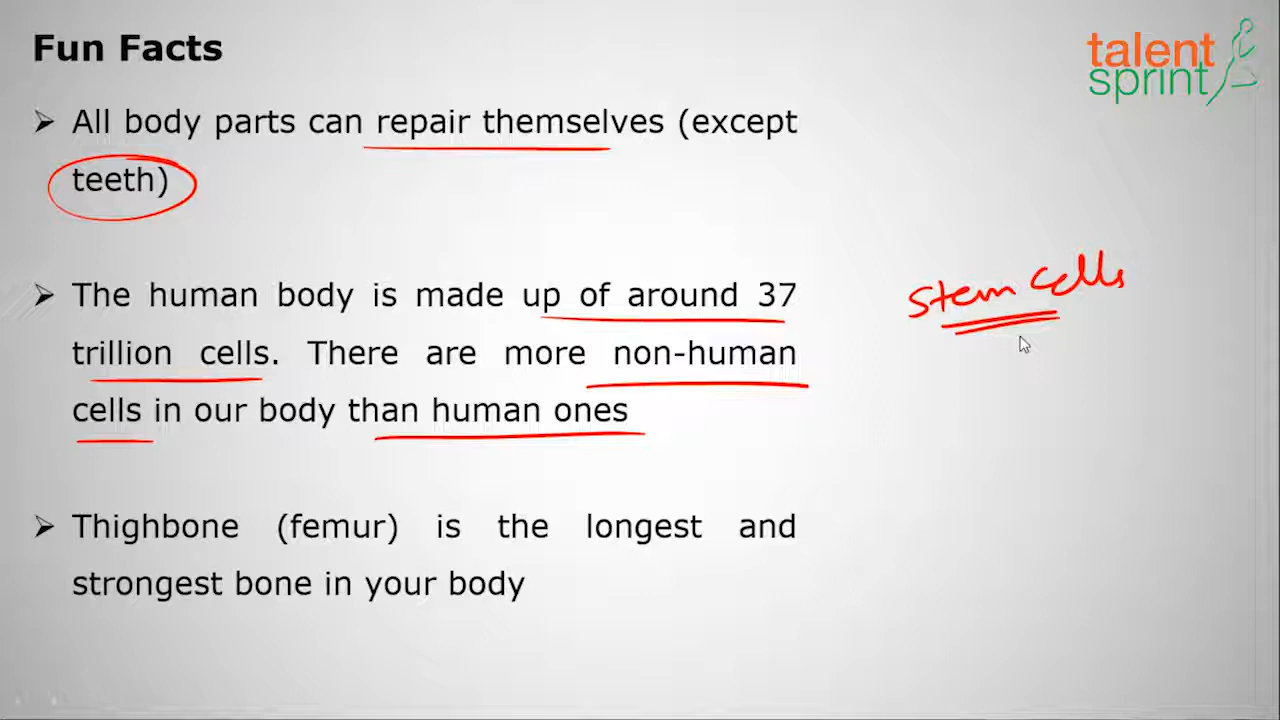 Fun Facts
talent
sprint
➤ All body parts can repair themselves (except
teeth)
➤ The human body is made up of around 37
trillion cells. There are more non-human
cells in our body than human ones
stem cells
➤ Thighbone (femur) is the longest and
strongest bone in your body